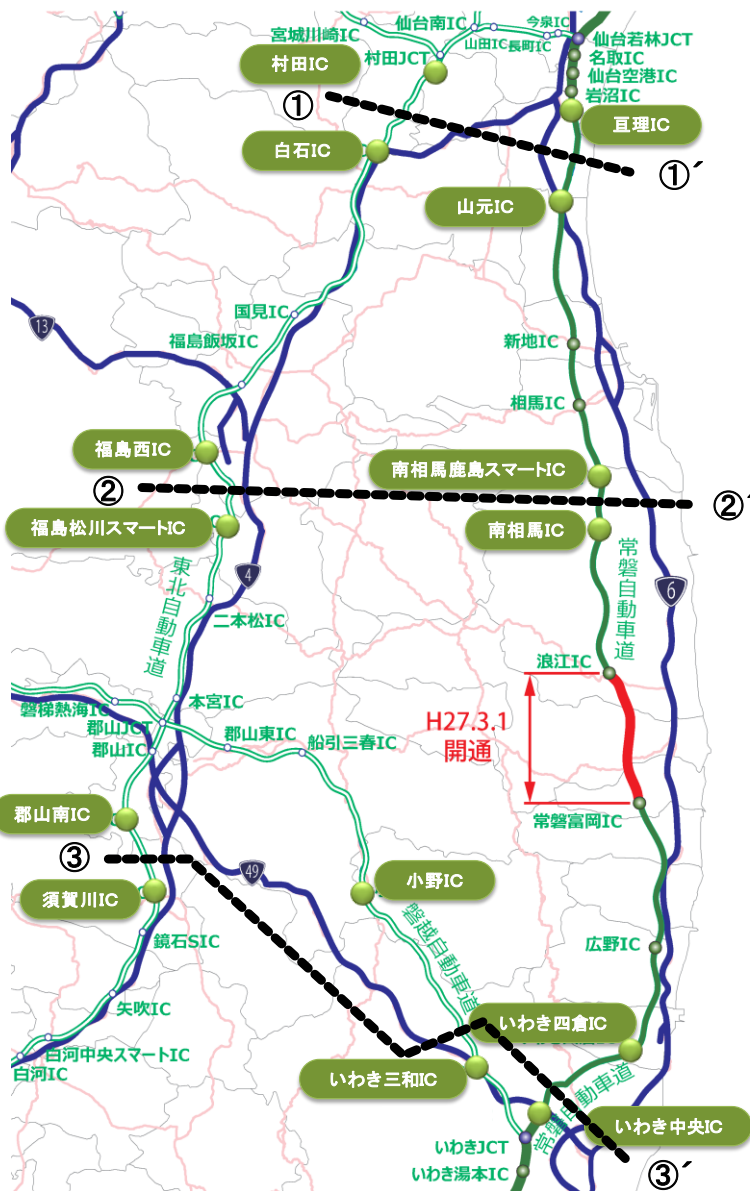 仙台南IC
今泉IC
宮城川崎IC
山田IC
長町IC
仙台若林JCT
村田IC
村田JCT
名取IC
仙台空港IC
岩沼IC
①
亘理IC
白石IC
①´
山元IC
国見IC
13
福島飯坂IC
新地IC
相馬IC
福島西IC
南相馬鹿島スマートIC
②
②´
福島松川スマートIC
南相馬IC
東北自動車道
常磐自動車道
4
6
二本松IC
浪江IC
磐梯熱海IC
本宮IC
郡山JCT
郡山東IC
船引三春IC
郡山IC
H27.3.1
開通
郡山南IC
常磐富岡IC
③
49
小野IC
須賀川IC
磐越自動車道
鏡石SIC
広野IC
矢吹IC
いわき四倉IC
白河中央スマートIC
白河IC
いわき三和IC
常磐自動車道
いわき中央IC
いわきJCT
いわき湯本IC
③´